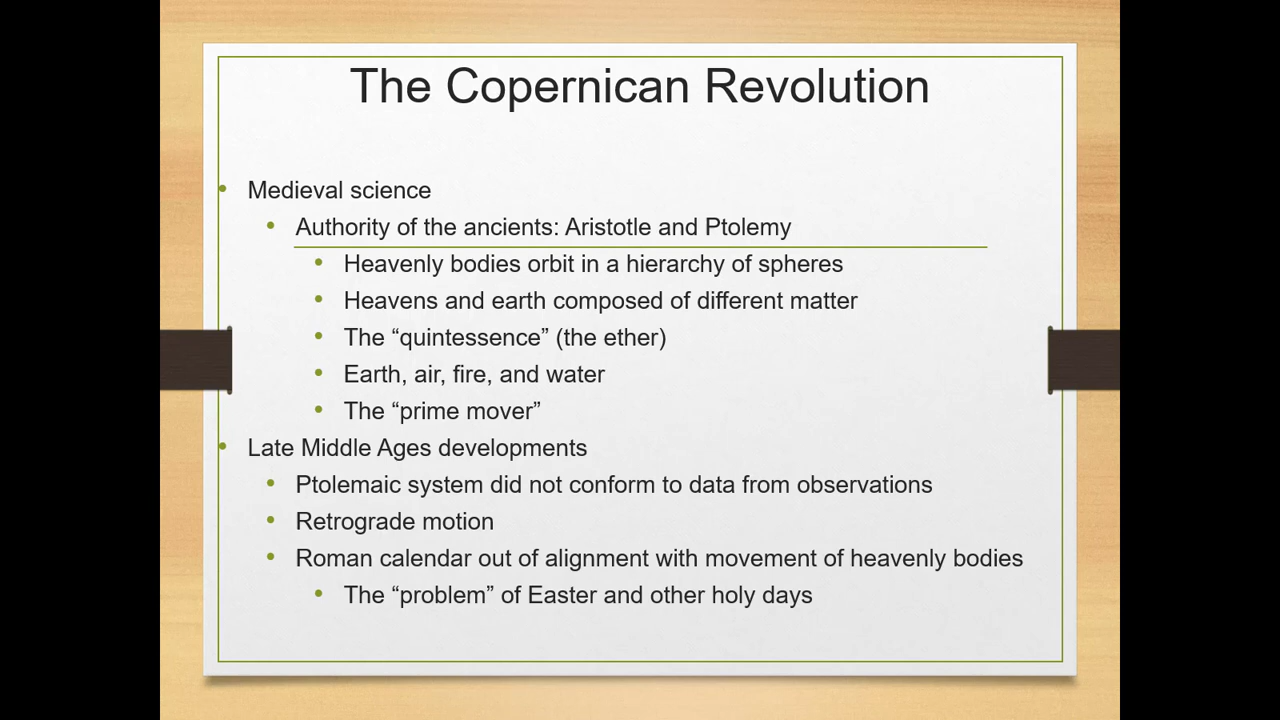 The Copernican Revolution
• Medieval science
• Authority of the ancients: Aristotle and Ptolemy
• Heavenly bodies orbit in a hierarchy of spheres
• Heavens and earth composed of different matter
• The “quintessence” (the ether)
• Earth, air, fire, and water
• The “prime mover”
• Late Middle Ages developments
• Ptolemaic system did not conform to data from observations
• Retrograde motion
• Roman calendar out of alignment with movement of heavenly bodies
• The “problem” of Easter and other holy days